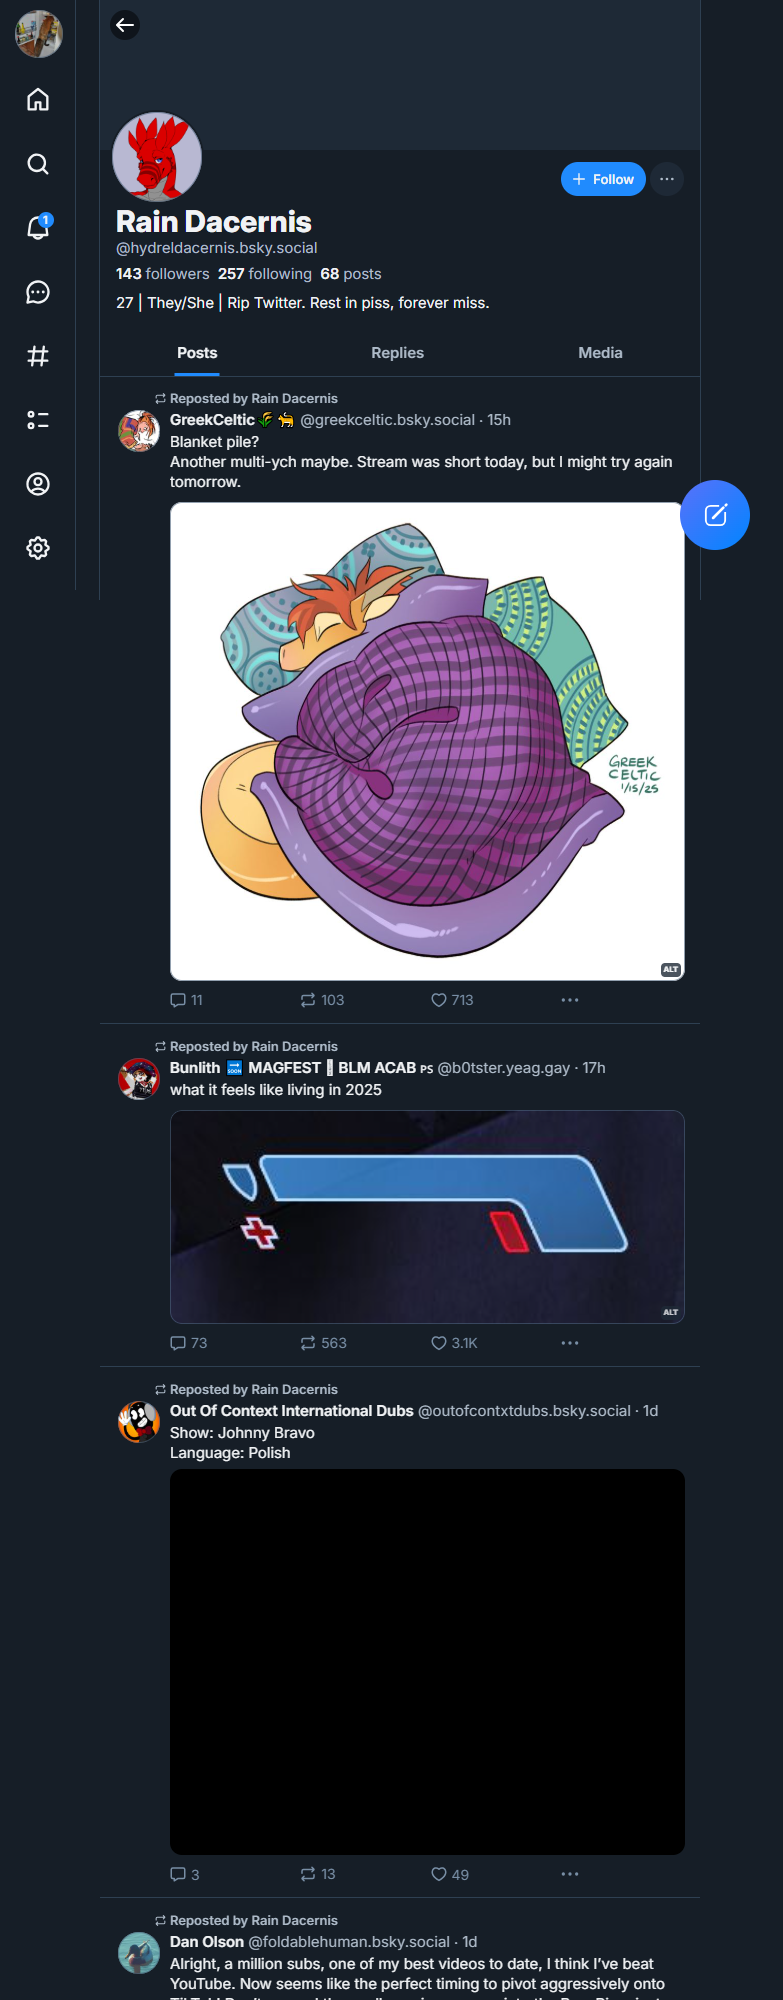 1
Follow
Rain Dacernis
@hydreldacernis.bsky.social
143 followers 257 following 68 posts
27 | They/She | Rip Twitter. Rest in piss, forever miss.
Posts Replies Media
Reposted by Rain Dacernis
GreekCeltic @greekceltic.bsky.social · 15h
Blanket pile?
Another multi-ych maybe. Stream was short today, but I might try again
tomorrow.
GREEK
CELTIC
1/15/25
ALT
11 103 713
Reposted by Rain Dacernis
Bunlith 🔜 MAGFEST BLM ACAB PS @b0tster.yeag.gay · 17h
what it feels like living in 2025
ALT
73 563 3.1K
Reposted by Rain Dacernis
Out Of Context International Dubs @outofcontxtdubs.bsky.social · 1d
Show: Johnny Bravo
Language: Polish
3 13 49
Reposted by Rain Dacernis
Dan Olson @foldablehuman.bsky.social · 1d
Alright, a million subs, one of my best videos to date, I think I've beat
YouTube. Now seems like the perfect timing to pivot aggressively onto